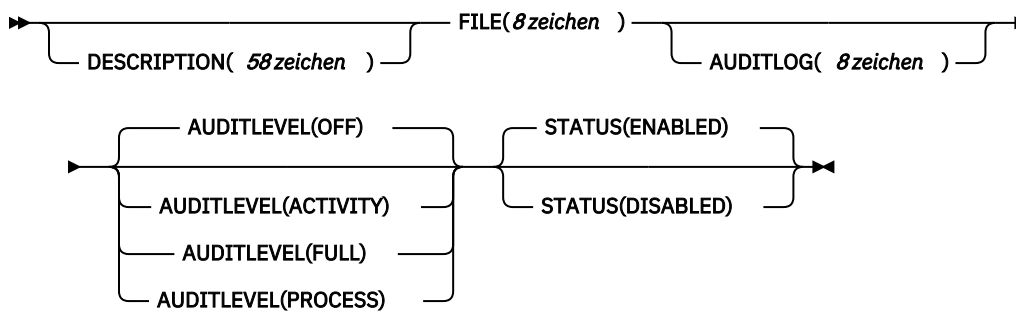 FILE( 8 zeichen )
DESCRIPTION( 58 zeichen )
AUDITLOG( 8 zeichen )
AUDITLEVEL(OFF)
STATUS(ENABLED)
AUDITLEVEL(ACTIVITY)
STATUS(DISABLED)
AUDITLEVEL(FULL)
AUDITLEVEL(PROCESS)